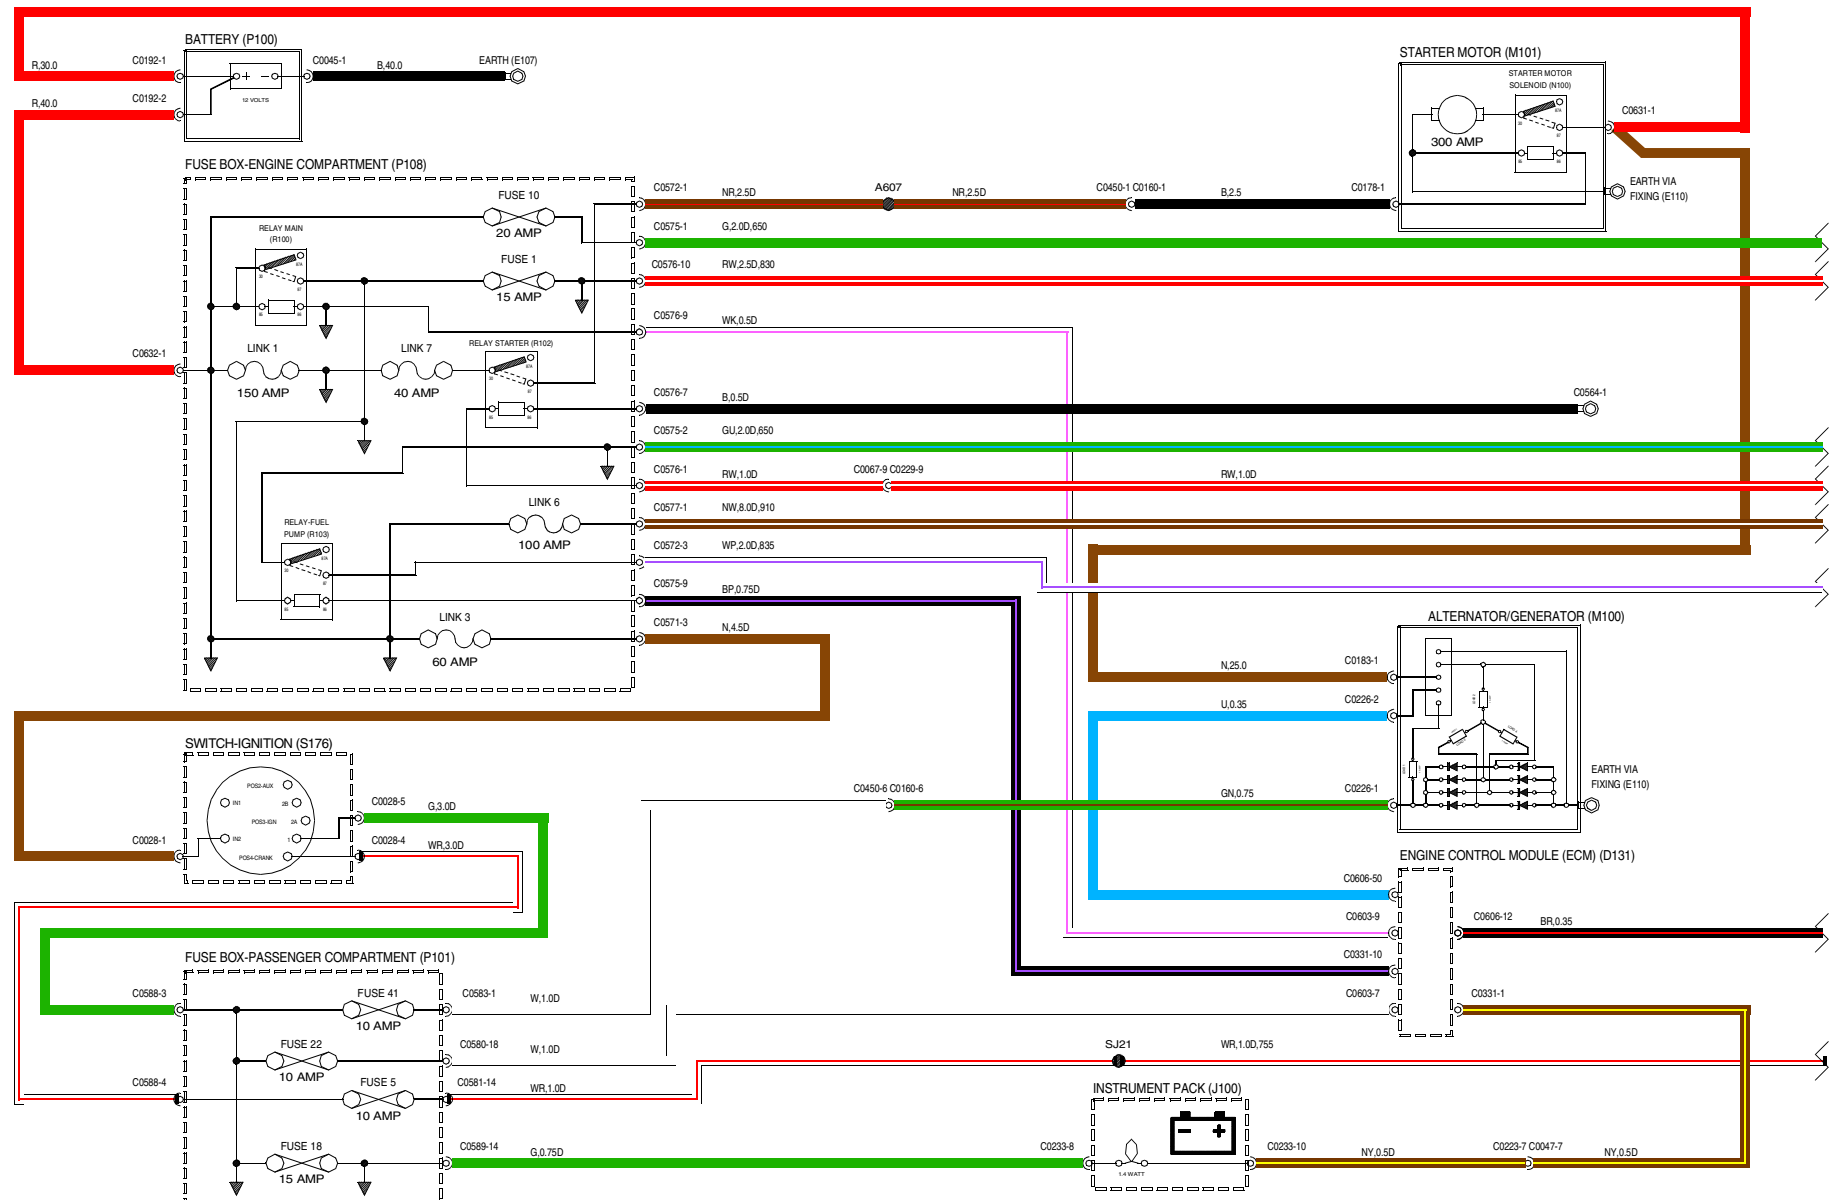 BATTERY (P100)
R,30.0
C0192-1
12 VOLTS
C0045-1
B,40.0
EARTH (E107)
R,40.0
C0192-2
STARTER MOTOR (M101)
STARTER MOTOR
SOLENOID (N100)
300 AMP
C0631-1
EARTH VIA
FIXING (E110)
FUSE BOX-ENGINE COMPARTMENT (P108)
FUSE 10
20 AMP
RELAY MAIN
(R100)
FUSE 1
15 AMP
C0572-1
NR,2.5D
A607
NR,2.5D
C0450-1 C0160-1
B,2.5
C0178-1
C0575-1
G,2.0D,650
C0576-10
RW,2.5D,830
C0576-9
WK,0.5D
C0632-1
LINK 1
150 AMP
LINK 7
40 AMP
RELAY STARTER (R102)
C0576-7
B,0.5D
C0564-1
C0575-2
GU,2.0D,650
C0576-1
RW,1.0D
C0067-9 C0229-9
RW,1.0D
LINK 6
100 AMP
C0577-1
NW,8.0D,910
RELAY-FUEL
PUMP (R103)
C0572-3
WP,2.0D,835
C0575-9
BP,0.75D
LINK 3
60 AMP
C0571-3
N,4.5D
ALTERNATOR/GENERATOR (M100)
N,25.0
C0183-1
U,0.35
C0226-2
C0450-6 C0160-6
GN,0.75
C0226-1
EARTH VIA
FIXING (E110)
SWITCH-IGNITION (S176)
POS2-AUX
IN1
2B
POS3-IGN
2A
IN2
1
POS4-CRANK
C0028-5
G,3.0D
C0028-1
C0028-4
WR,3.0D
ENGINE CONTROL MODULE (ECM) (D131)
C0606-50
C0603-9
C0606-12
BR,0.35
C0331-10
C0603-7
C0331-1
FUSE BOX-PASSENGER COMPARTMENT (P101)
C0588-3
FUSE 41
10 AMP
C0583-1
W,1.0D
FUSE 22
10 AMP
C0580-18
W,1.0D
C0588-4
FUSE 5
10 AMP
C0581-14
WR,1.0D
SJ21
WR,1.0D,755
FUSE 18
15 AMP
C0589-14
G,0.75D
INSTRUMENT PACK (J100)
C0233-8
1.4 WATT
C0233-10
NY,0.5D
C0223-7 C0047-7
NY,0.5D